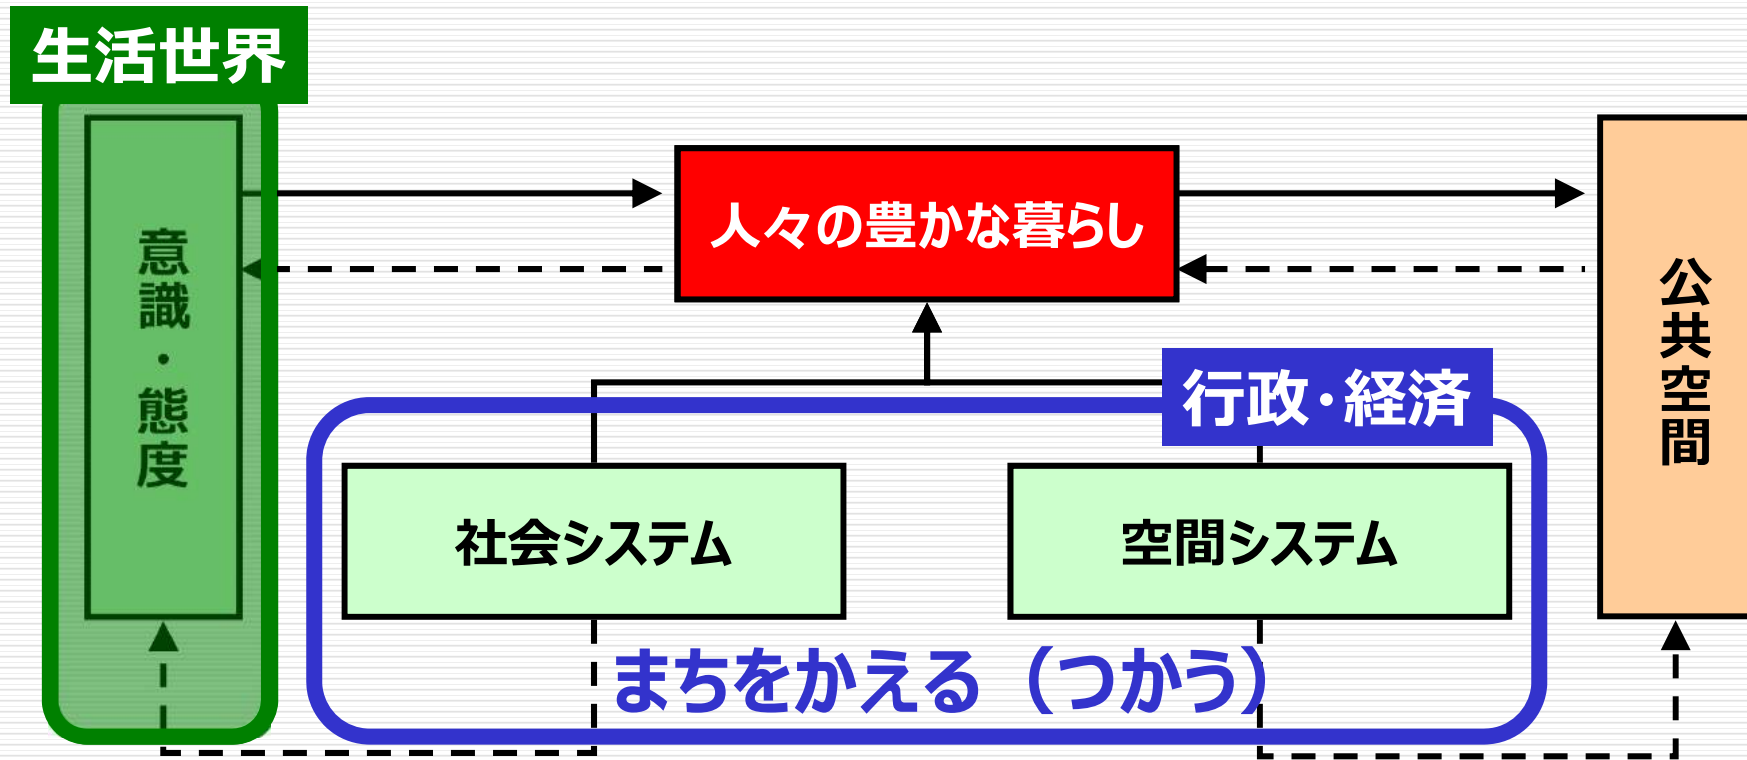 生活世界
人々の豊かな暮らし
意識・態度
公共空間
行政・経済
社会システム
空間システム
まちをかえる（つかう）